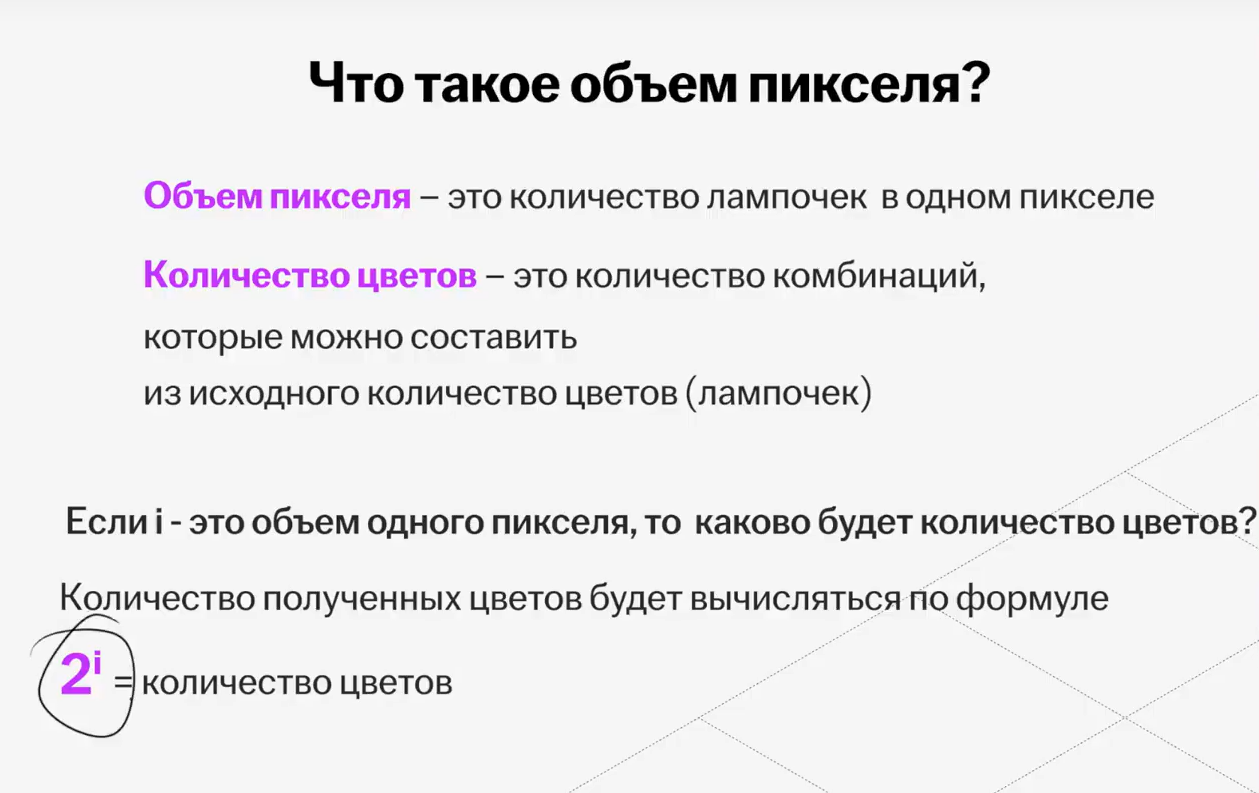 Что такое объем пикселя?
Объем пикселя – это количество лампочек в одном пикселе
Количество цветов – это количество комбинаций,
которые можно составить
из исходного количество цветов (лампочек)
Если i - это объем одного пикселя, то каково будет количество цветов?
Количество полученных цветов будет вычисляться по формуле
2ⁱ = количество цветов